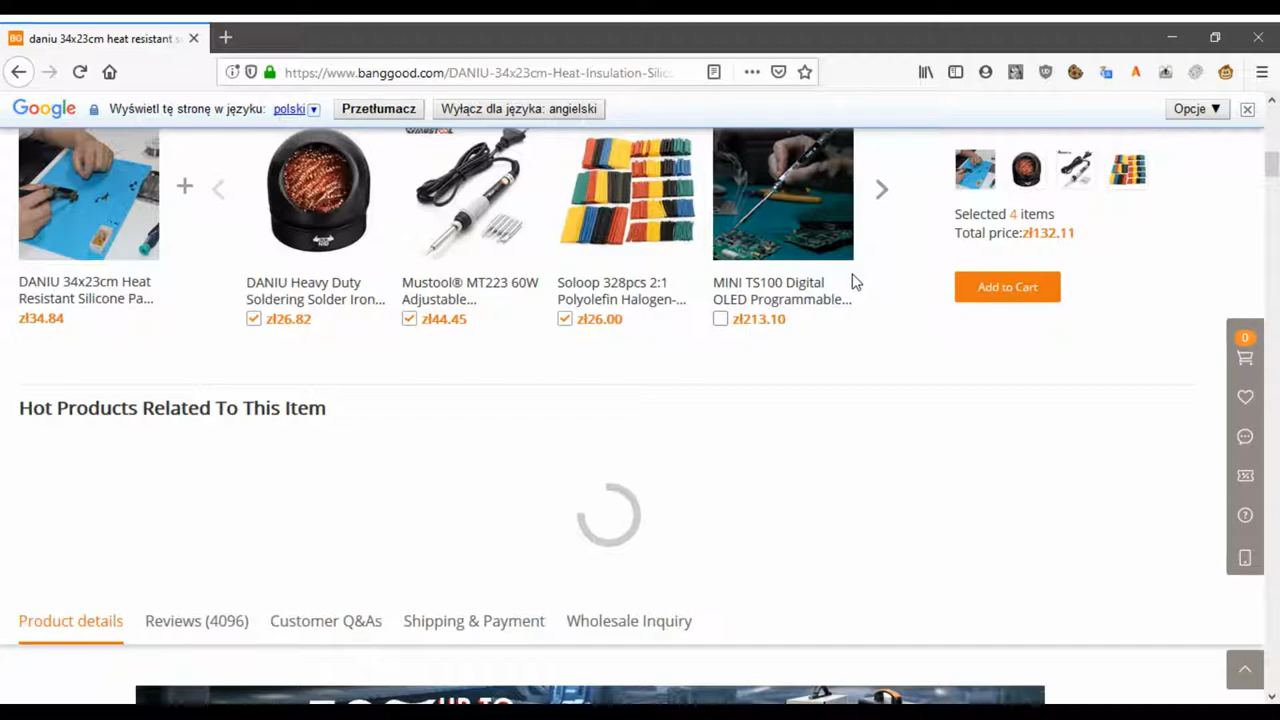 BG daniu 34x23cm heat resistant s
https://www.banggood.com/DANIU-34x23cm-Heat-Insulation-Silic
Google Wyświetl tę stronę w języku: polski Przetłumacz Wyłącz dla języka: angielski Opcje ▼
DANIU 34x23cm Heat
Resistant Silicone Pa...
zł34.84
DANIU Heavy Duty
Soldering Solder Iron...
zł26.82
Mustool® MT223 60W
Adjustable...
zł44.45
Soloop 328pcs 2:1
Polyolefin Halogen-...
zł26.00
MINI TS100 Digital
OLED Programmable...
zł213.10
Selected 4 items
Total price:zł132.11
Add to Cart
0
Hot Products Related To This Item
Product details Reviews (4096) Customer Q&As Shipping & Payment Wholesale Inquiry
UP TO